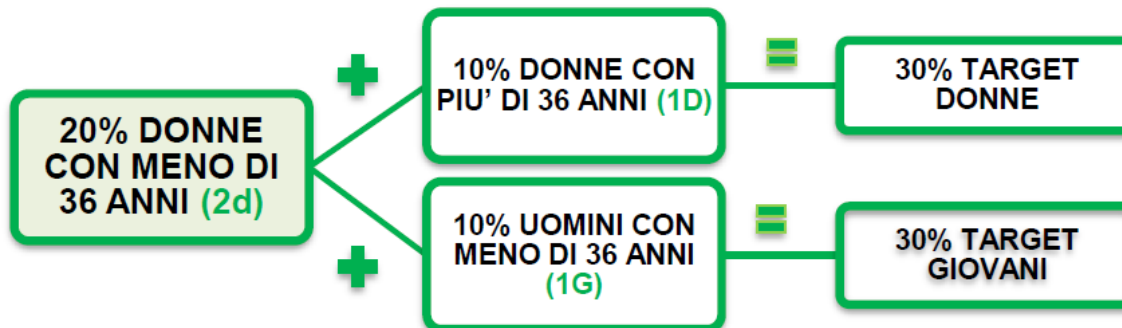 20% DONNE
CON MENO DI
36 ANNI (2d)
+
10% DONNE CON
PIU' DI 36 ANNI (1D)
=
30% TARGET
DONNE
+
10% UOMINI CON
MENO DI 36 ANNI
(1G)
=
30% TARGET
GIOVANI